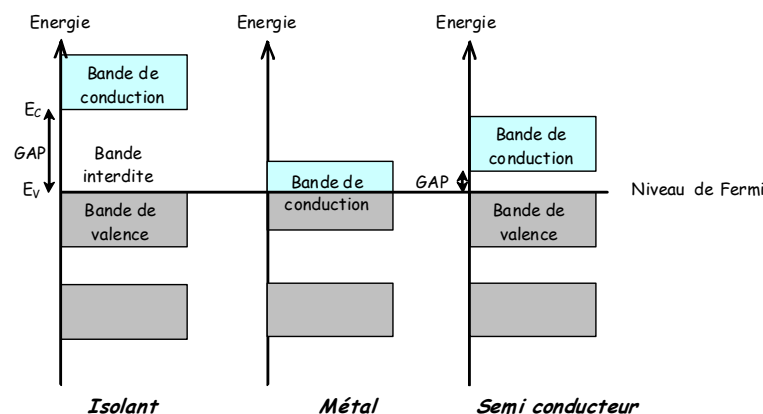 Energie
Energie
Energie
Bande de
conduction
E_C
GAP
Bande
interdite
E_V
Bande de
valence
Bande de
conduction
Bande de
conduction
GAP
Niveau de Fermi
Bande de
valence
Isolant
Métal
Semi conducteur